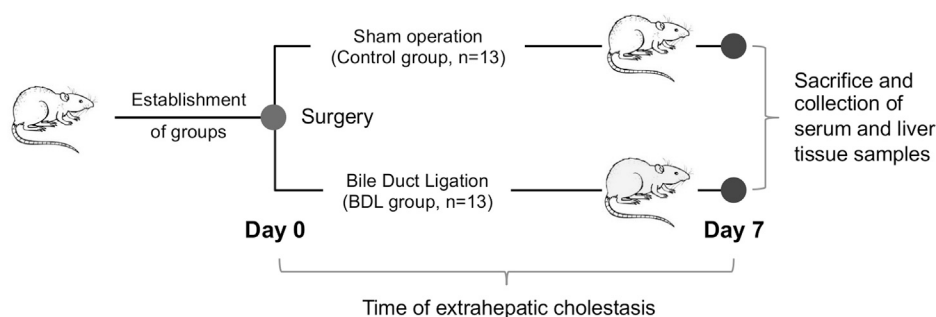 Sham operation
(Control group, n=13)
Establishment
of groups
Surgery
Sacrifice and
collection of
serum and liver
tissue samples
Bile Duct Ligation
(BDL group, n=13)
Day 0
Day 7
Time of extrahepatic cholestasis